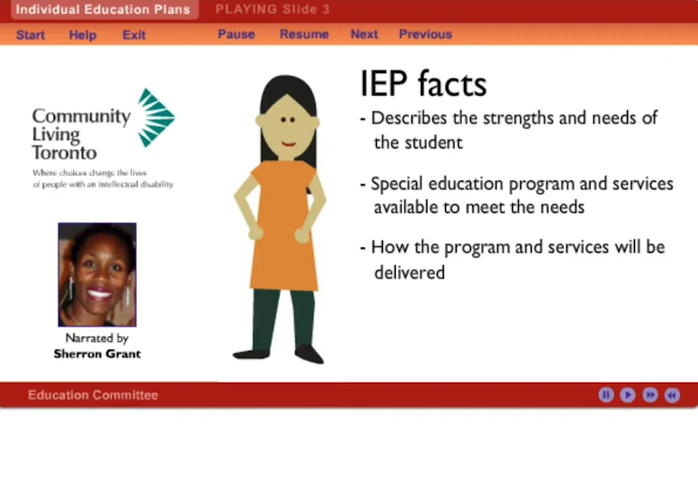 Individual Education Plans
PLAYING Slide 3
Start Help Exit Pause Resume Next Previous
Community
Living
Toronto
Where choices change the lives
of people with an intellectual disability
Narrated by
Sherron Grant
IEP facts
- Describes the strengths and needs of
the student
- Special education program and services
available to meet the needs
- How the program and services will be
delivered
Education Committee